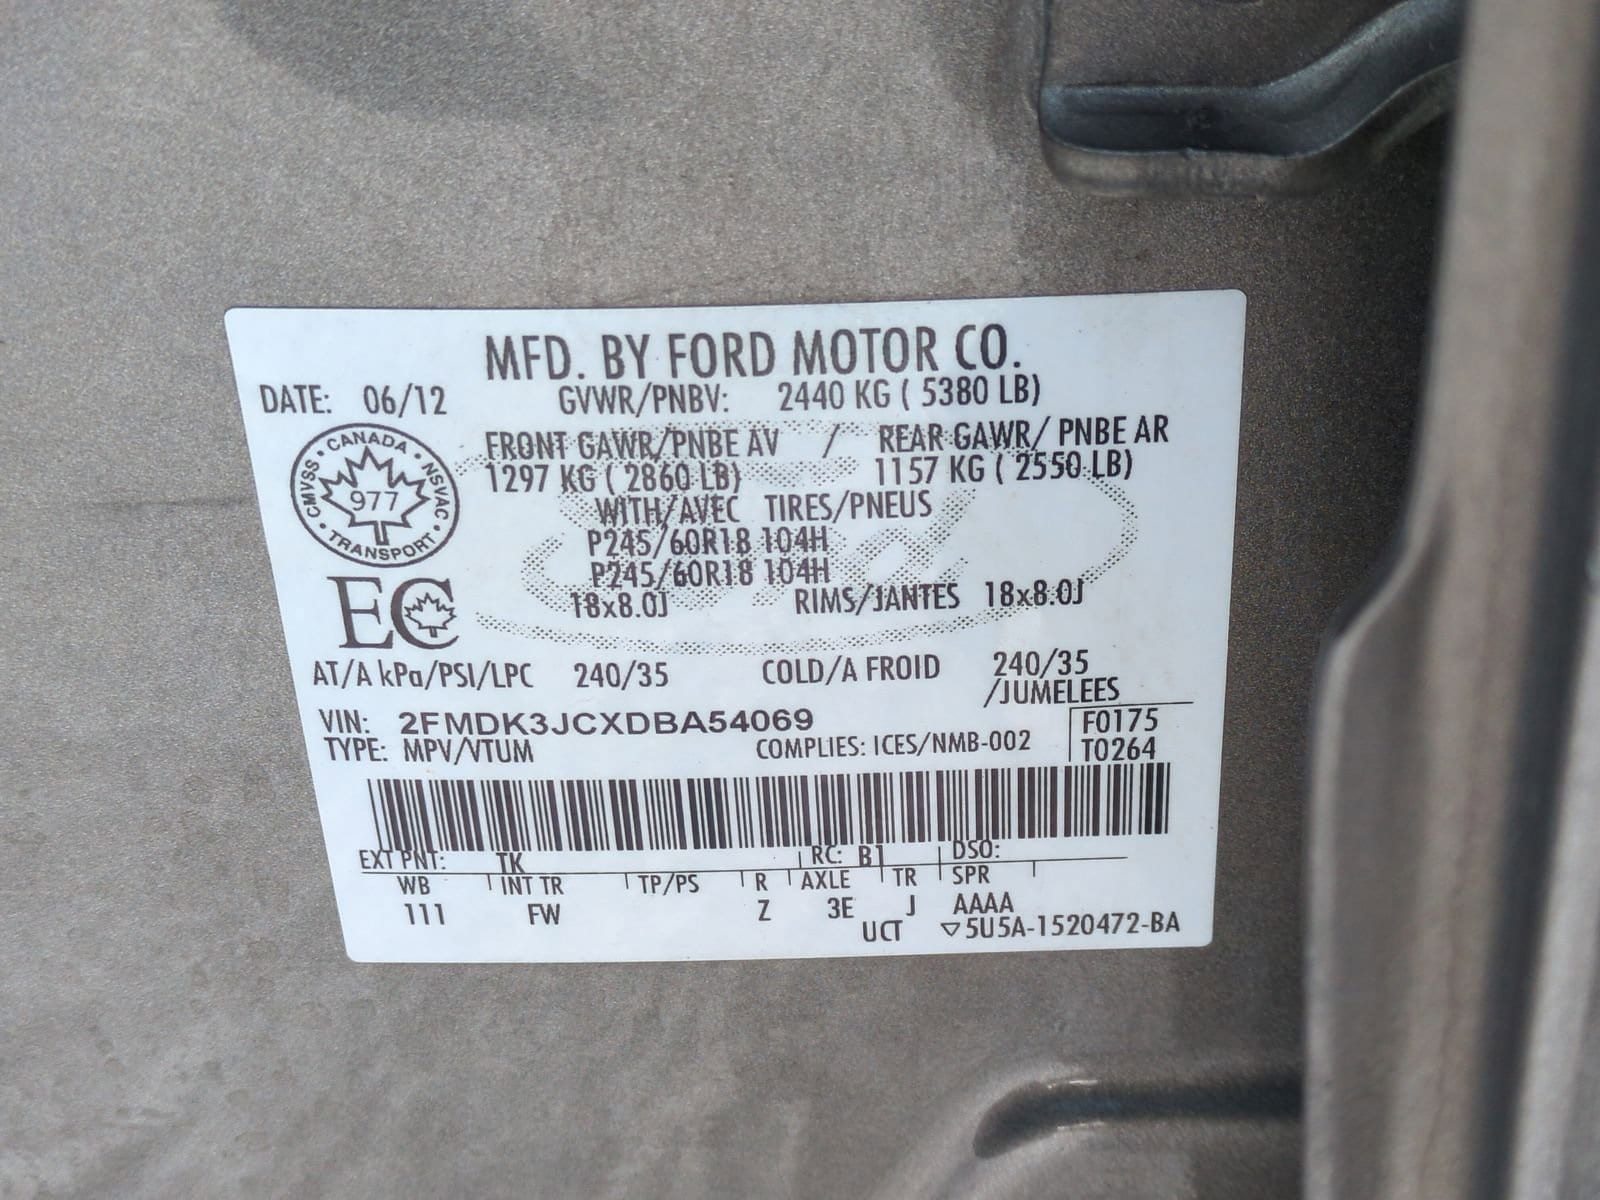 MFD. BY FORD MOTOR CO.
DATE: 06/12 GVWR/PNBV: 2440 KG ( 5380 LB)
FRONT GAWR/PNBE AV / REAR GAWR/ PNBE AR
1297 KG ( 2860 LB) 1157 KG ( 2550 LB)
WITH/AVEC TIRES/PNEUS
P245/60R18 104H
P245/60R18 104H
18x8.0J RIMS/JANTES 18x8.0J
CANADA • NSVAC • TRANSPORT • CMVSS •
977
EC
AT/A kPa/PSI/LPC 240/35 COLD/A FROID 240/35
/JUMELEES
VIN: 2FMDK3JCXDBA54069 F0175
TYPE: MPV/VTUM COMPLIES: ICES/NMB-002 T0264
EXT PNT: TK RC: B1 DSO:
WB INT TR TP/PS R AXLE TR SPR
111 FW Z 3E J AAAA
UCT ▽5U5A-1520472-BA
Ford